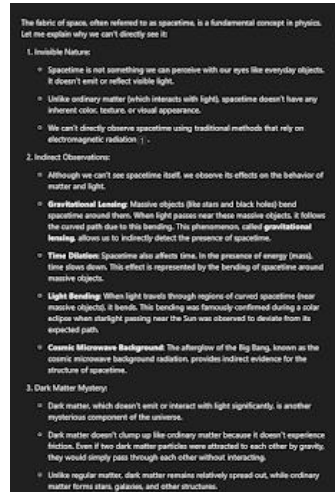 The fabric of space, often referred to as spacetime, is a fundamental concept in physics.
Let me explain why we can't directly see it:
1. Invisible Nature:
○ Spacetime is not something we can perceive with our eyes like everyday objects.
It doesn't emit or reflect visible light.
○ Unlike ordinary matter (which interacts with light), spacetime doesn't have any
inherent color, texture, or visual appearance.
○ We can't directly observe spacetime using traditional methods that rely on
electromagnetic radiation 1.
2. Indirect Observations:
○ Although we can't see spacetime itself, we observe its effects on the behavior of
matter and light.
○ Gravitational Lensing: Massive objects (like stars and black holes) bend
spacetime around them. When light passes near these massive objects, it follows
the curved path due to this bending. This phenomenon, called gravitational
lensing, allows us to indirectly detect the presence of spacetime.
○ Time Dilation: Spacetime also affects time. In the presence of energy (mass),
time slows down. This effect is represented by the bending of spacetime around
massive objects.
○ Light Bending: When light travels through regions of curved spacetime (near
massive objects), it bends. This bending was famously confirmed during a solar
eclipse when starlight passing near the Sun was observed to deviate from its
expected path.
○ Cosmic Microwave Background: The afterglow of the Big Bang, known as the
cosmic microwave background radiation, provides indirect evidence for the
structure of spacetime.
3. Dark Matter Mystery:
○ Dark matter, which doesn't emit or interact with light significantly, is another
mysterious component of the universe.
○ Dark matter doesn't clump up like ordinary matter because it doesn't experience
friction. Even if two dark matter particles were attracted to each other by gravity,
they would simply pass through each other without interacting.
○ Unlike regular matter, dark matter remains relatively spread out, while ordinary
matter forms stars, galaxies, and other structures.